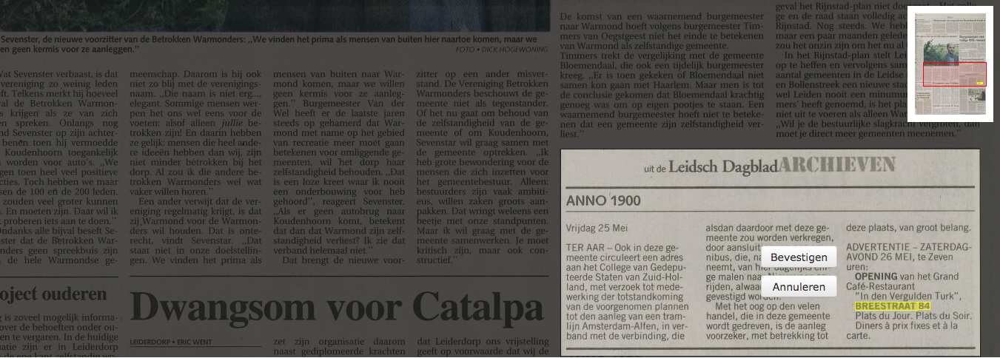 Sevenster, de nieuwe voorzitter van de Betrokken Warmonders: ,,We vinden het prima als mensen van buiten hier naartoe komen, maar we
en geen kermis voor ze aanleggen.”
FOTO • DICK HOGEWONING
Wat Sevenster verbaast, is dat
vereniging zo weinig leden
eft. Telkens merkt hij hoeveel
val de Betrokken Warmon-
s krijgen als ze van zich
n spreken. Onlangs nog
nd Sevenster op zijn achter-
benen toen hij vermoedde
Koudenhoorn toegankelijk
worden voor auto's. ,,We
gen toen heel veel positieve
cties. Toch hebben we maar
sen de 100 en de 200 leden.
zouden veel groter kunnen
. En moeten zijn. Daar wil ik
proberen iets aan te doen.”
Ondanks alle bijval beseft Se-
ster dat de Betrokken War-
nders geen spreekbuis zijn
de hele Warmondse ge-
meenschap. Daarom is hij ook
niet zo blij met de verenigings-
naam. ,,Die naam is niet erg...,
elegant. Sommige mensen wer-
pen het ons wel eens voor de
voeten: alsof alleen jullie be-
trokken zijn! En daarin hebben
ze gelijk: mensen die heel ande-
re ideeën hebben dan wij, zijn
niet minder betrokken bij het
dorp. Al zou ik die andere be-
trokken Warmonders wel wat
vaker willen horen.”
Een ander verwijt dat de ver-
eniging regelmatig krijgt, is dat
zij Warmond voor de Warmon-
ders wil houden. Dat is onte-
recht, vindt Sevenstar. ,,Dat
staat niet in onze doelstellin-
gen. We vinden het prima als
mensen van buiten naar War-
mond komen, maar we willen
geen kermis voor ze aanleg-
gen.” Burgemeester Van der
Wel heeft er de laatste jaren
steeds op gehamerd dat War-
mond met name op het gebied
van recreatie meer moet gaan
betekenen voor omliggende ge-
meenten, wil het dorp haar
zelfstandigheid behouden. ,,Dat
is een loze kreet waar ik nooit
een onderbouwing voor heb
gehoord”, reageert Sevenster.
,,Als er geen autobrug naar
Koudenhoorn komt, betekent
dat dan dat Warmond zijn zelf-
standigheid verliest? Ik zie dat
verband helemaal niet.”
Dat brengt de nieuwe voor-
zitter op een ander misver-
stand. De Vereniging Betrokken
Warmonders beschouwt de ge-
meente niet als tegenstander.
Of het nu gaat om behoud van
de zelfstandigheid van de ge-
meente of om Koudenhoorn,
Sevenstar wil graag samen met
de gemeente optrekken. ,,Ik
heb grote bewondering voor de
mensen die zich inzetten voor
het gemeentebestuur. Alleen:
bestuurders zijn vaak ambiti-
eus, willen zaken groots aan-
pakken. Dat wringt weleens een
beetje met onze standpunten.
Maar ik wil graag met de ge-
meente samenwerken. Je moet
kritisch zijn, maar ook con-
structief.”
De komst van een waarnemend burgemeester
naar Warmond hoeft volgens burgemeester Tim-
mers van Oegstgeest niet het einde te betekenen
van Warmond als zelfstandige gemeente.
Timmers trekt de vergelijking met de gemeente
Bloemendaal, die ook een tijdelijk burgemeester
kreeg. ,,Er is toen gekeken of Bloemendaal niet
samen kon gaan met Haarlem. Maar men is tot
de conclusie gekomen dat Bloemendaal krachtig
genoeg was om op eigen pootjes te staan. Een
waarnemend burgemeester hoeft niet te beteke-
nen dat een gemeente zijn zelfstandigheid ver-
liest.”
geval het Rijnstad-plan niet
ge en de raad staan volledig
Rijnstad. Nog steeds. We
maar een paar maanden
zou het onzin zijn om het nu al
In het Rijnstad-plan stelt
op te heffen en vervolgens
aantal gemeenten in de Leidse
en Bollenstreek een nieuwe
wel Leiden nooit een minumum
mers' heeft genoemd, is het
niet uit te voeren als alleen
,,Wil je de bestuurlijke slagkracht vergroten, dan
moet je direct meer gemeenten meenemen.”
oject ouderen
g is zoveel mogelijk informa-
over de behoeften onder ou-
en te vergaren. In de huidige
atie zijn er in Leiderdorp
Dwangsom voor Catalpa
LEIDERDORP • ERIC WENT
zet zijn organisatie daarom
naast gediplomeerde krachten
dat Leiderdorp ons vrijstelling
geeft op voorwaarde dat wij de
uit de Leidsch Dagblad ARCHIEVEN
ANNO 1900
Vrijdag 25 Mei
TER AAR – Ook in deze ge-
meente circuleert een adres
aan het College van Gedepu-
teerde Staten van Zuid-Hol-
land, met verzoek tot mede-
werking der totstandkoming
van de voorgenomen plannen
tot den aanleg van een tram-
lijn Amsterdam-Alfen, in ver-
band met de verbinding, die
alsdan daardoor met deze ge-
meente zou worden verkregen,
door aansluit
nibus, die,
neemt, van
ge malen naa
rijden, alwaa
gevestigd
Met het oog op den velen
handel, die in deze gemeente
wordt gedreven, is de aanleg
voorzeker, met betrekking tot
deze plaats, van groot belang.
ADVERTENTIE – ZATERDAG-
AVOND 26 MEI, te Zeven
uren:
OPENING van het Grand
Café-Restaurant
"In den Vergulden Turk",
BREESTRAAT 84
Plats du Jour. Plats du Soir.
Diners à prix fixes et à la
carte.
Bevestigen
Annuleren